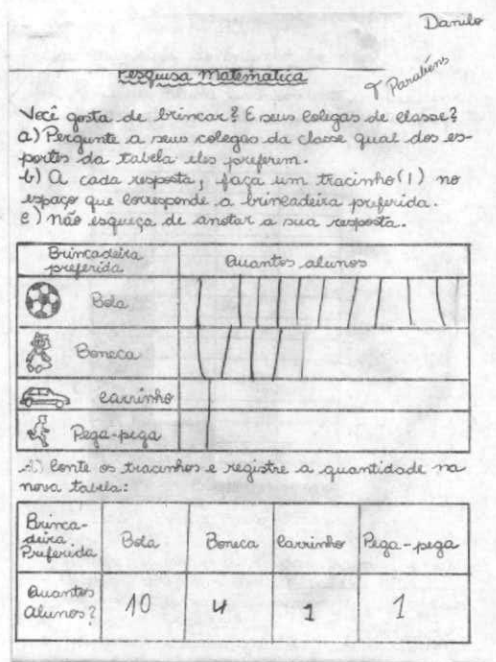 Danilo
Pesquisa matemática
Parabéns
Você gosta de brincar? E seus colegas de classe?
a) Pergunte a seus colegas da classe qual dos es-
portes da tabela eles preferem.
b) A cada resposta, faça um tracinho (1) no
espaço que corresponde a brincadeira preferida.
c) não esqueça de anotar a sua resposta.
Brincadeira preferida Quantos alunos
Bola
Boneca
carrinho
Pega-pega
Conte os tracinhos e registre a quantidade na
nova tabela:
Brinca-
deira
Preferida Bola Boneca Carrinho Pega-pega
Quantos
alunos? 10 4 1 1